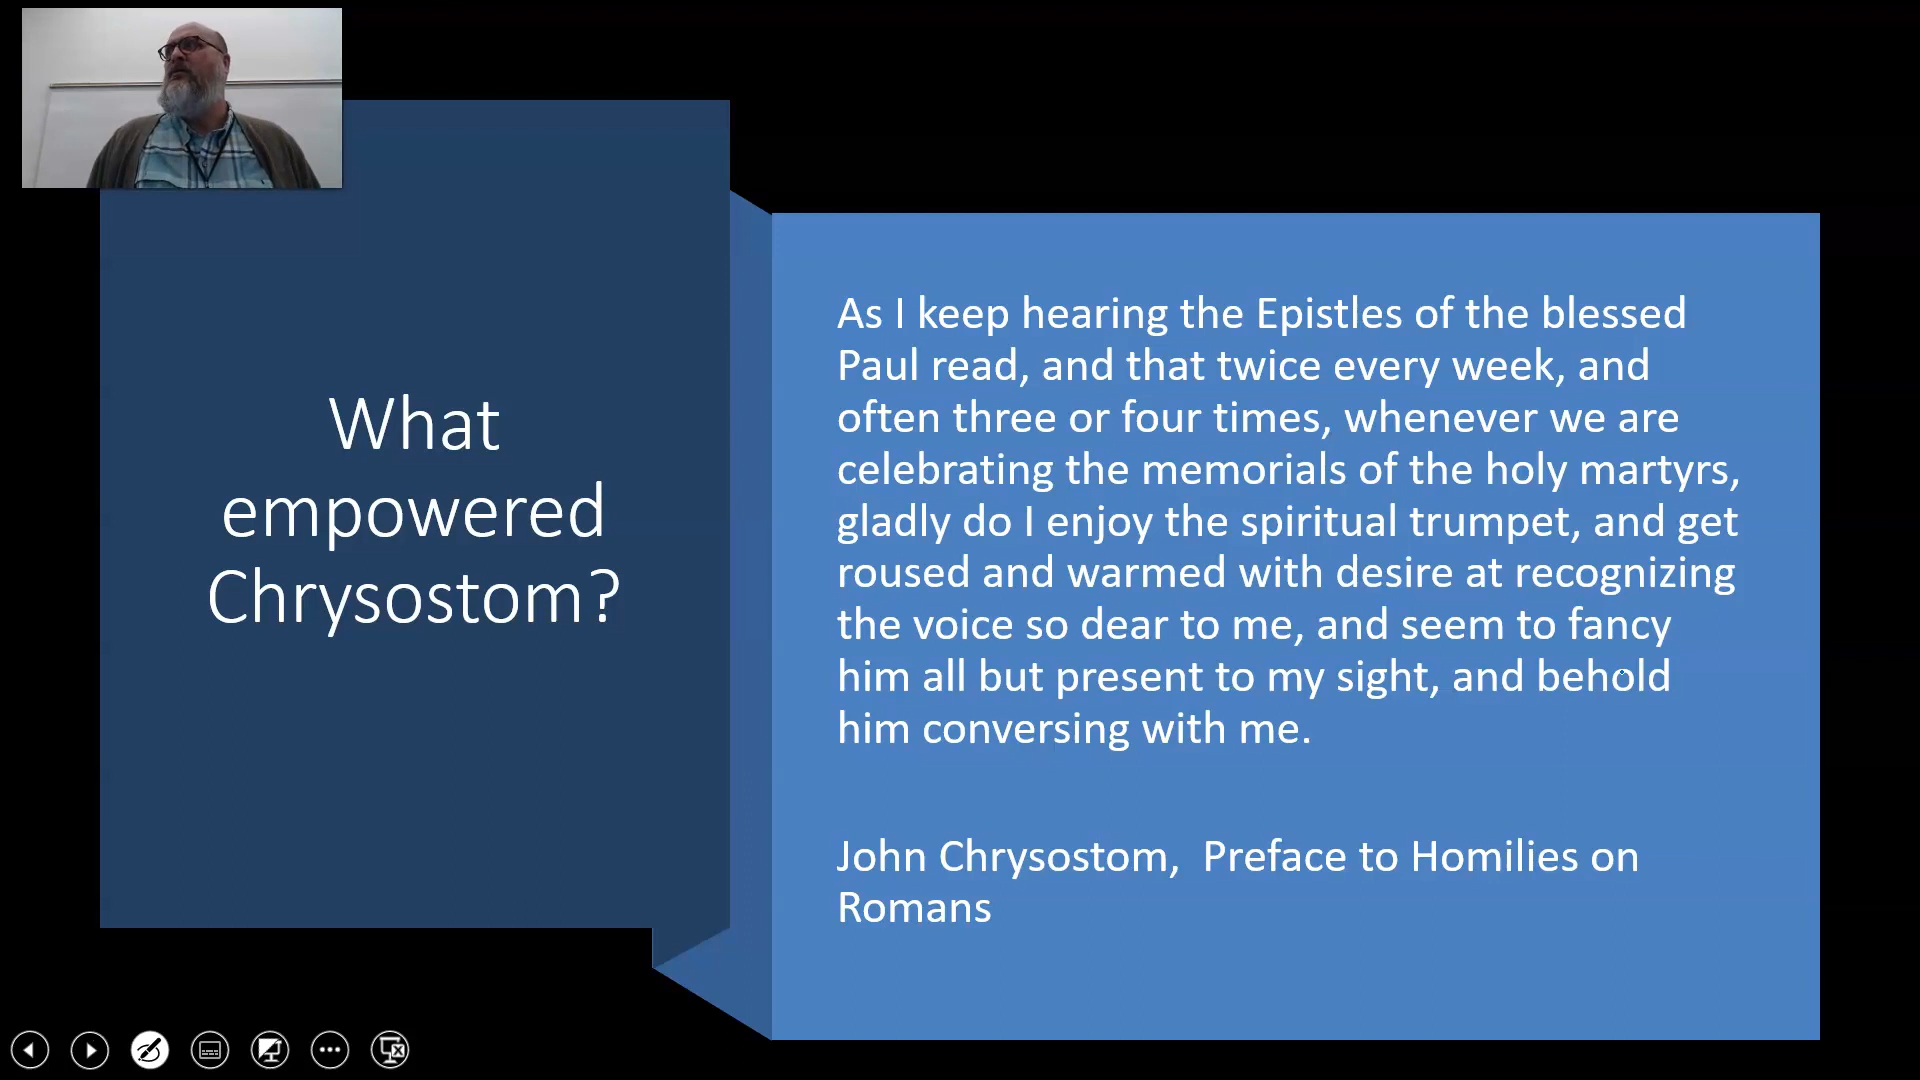 What
empowered
Chrysostom?
As I keep hearing the Epistles of the blessed
Paul read, and that twice every week, and
often three or four times, whenever we are
celebrating the memorials of the holy martyrs,
gladly do I enjoy the spiritual trumpet, and get
roused and warmed with desire at recognizing
the voice so dear to me, and seem to fancy
him all but present to my sight, and behold
him conversing with me.
John Chrysostom,  Preface to Homilies on
Romans